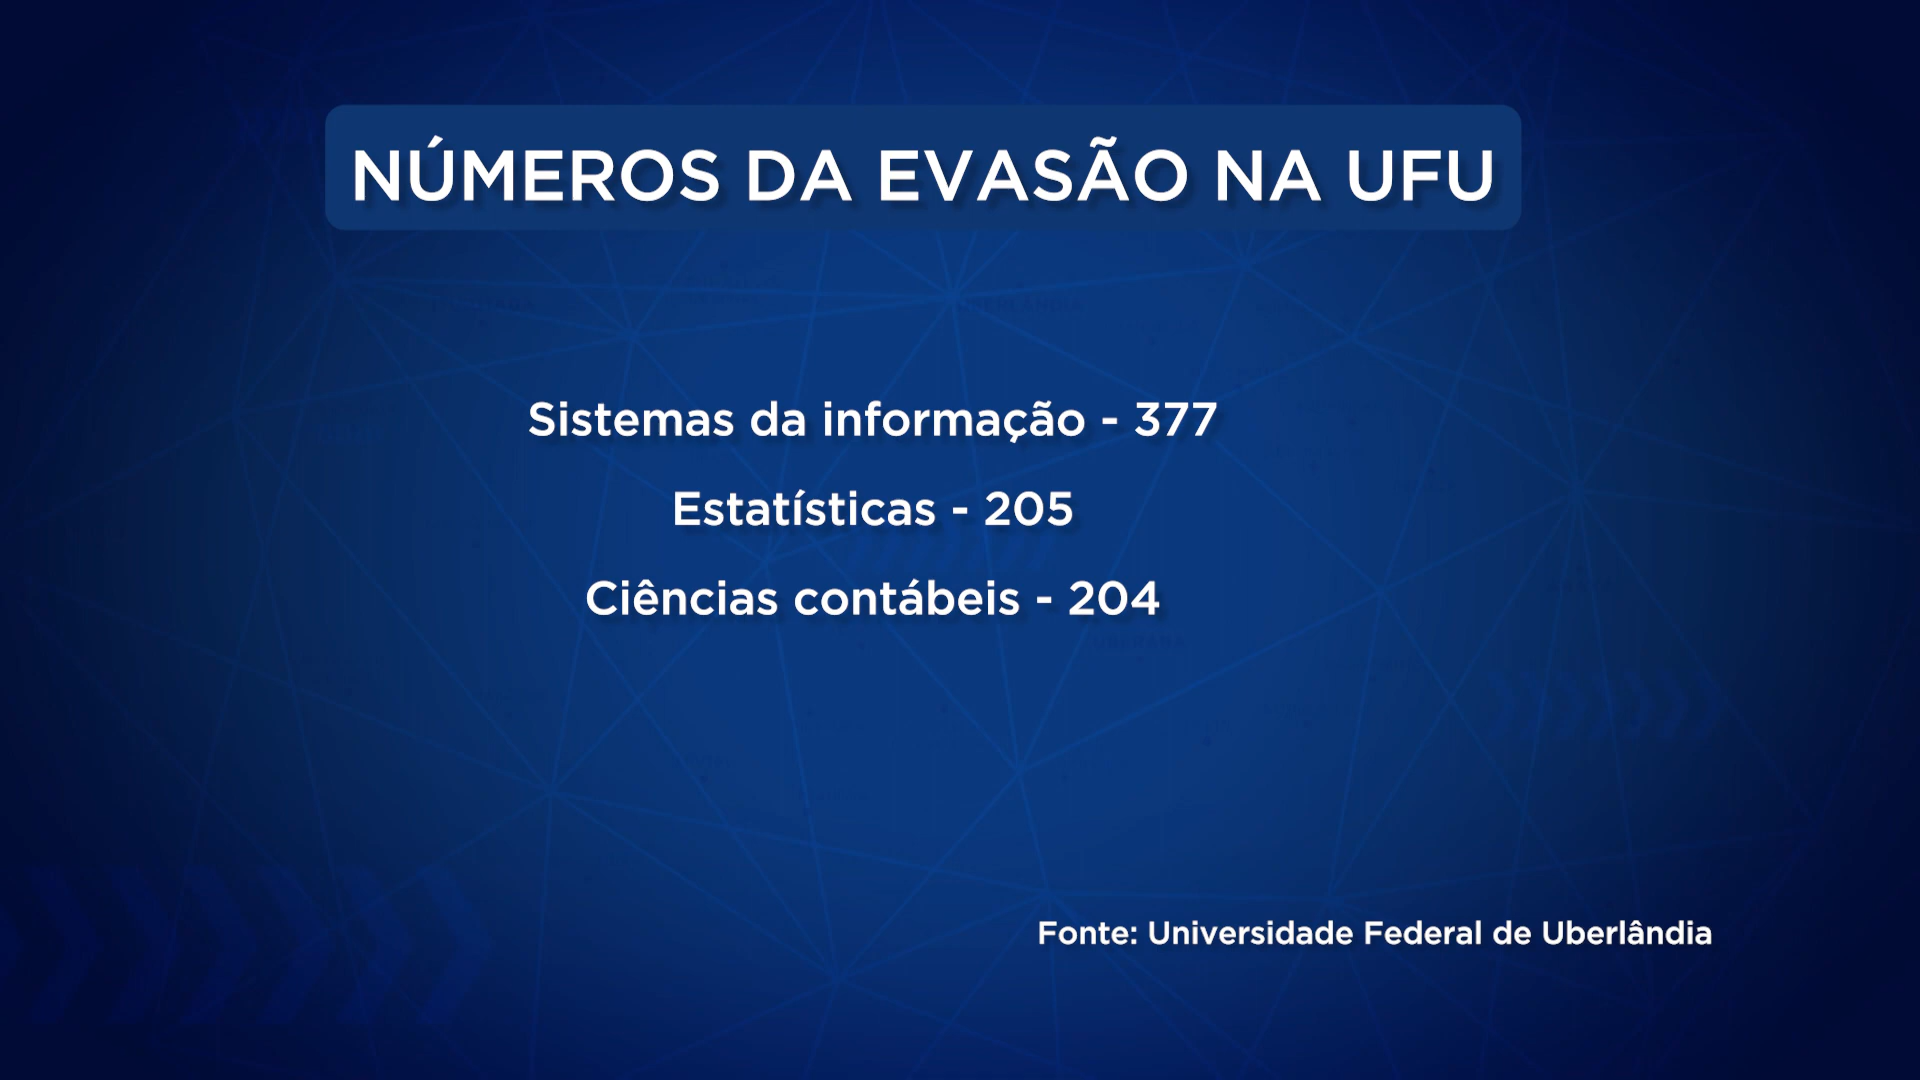 NÚMEROS DA EVASÃO NA UFU
Sistemas da informação - 377
Estatísticas - 205
Ciências contábeis - 204
Fonte: Universidade Federal de Uberlândia